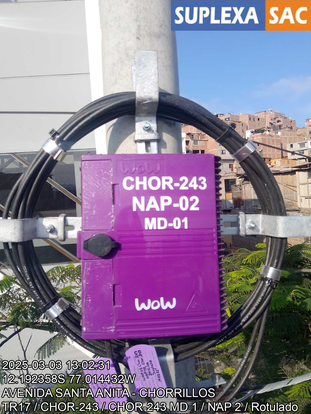 SUPLEXA SAC
WOW
CHOR-243
NAP-02
MD-01
WOW
2025-03-03 13:02:31
12.192358S 77.014432W
AVENIDA SANTA ANITA - CHORRILLOS
TR17 / CHOR-243 / CHOR-243 MD 1 / NAP 2 / Rotulado